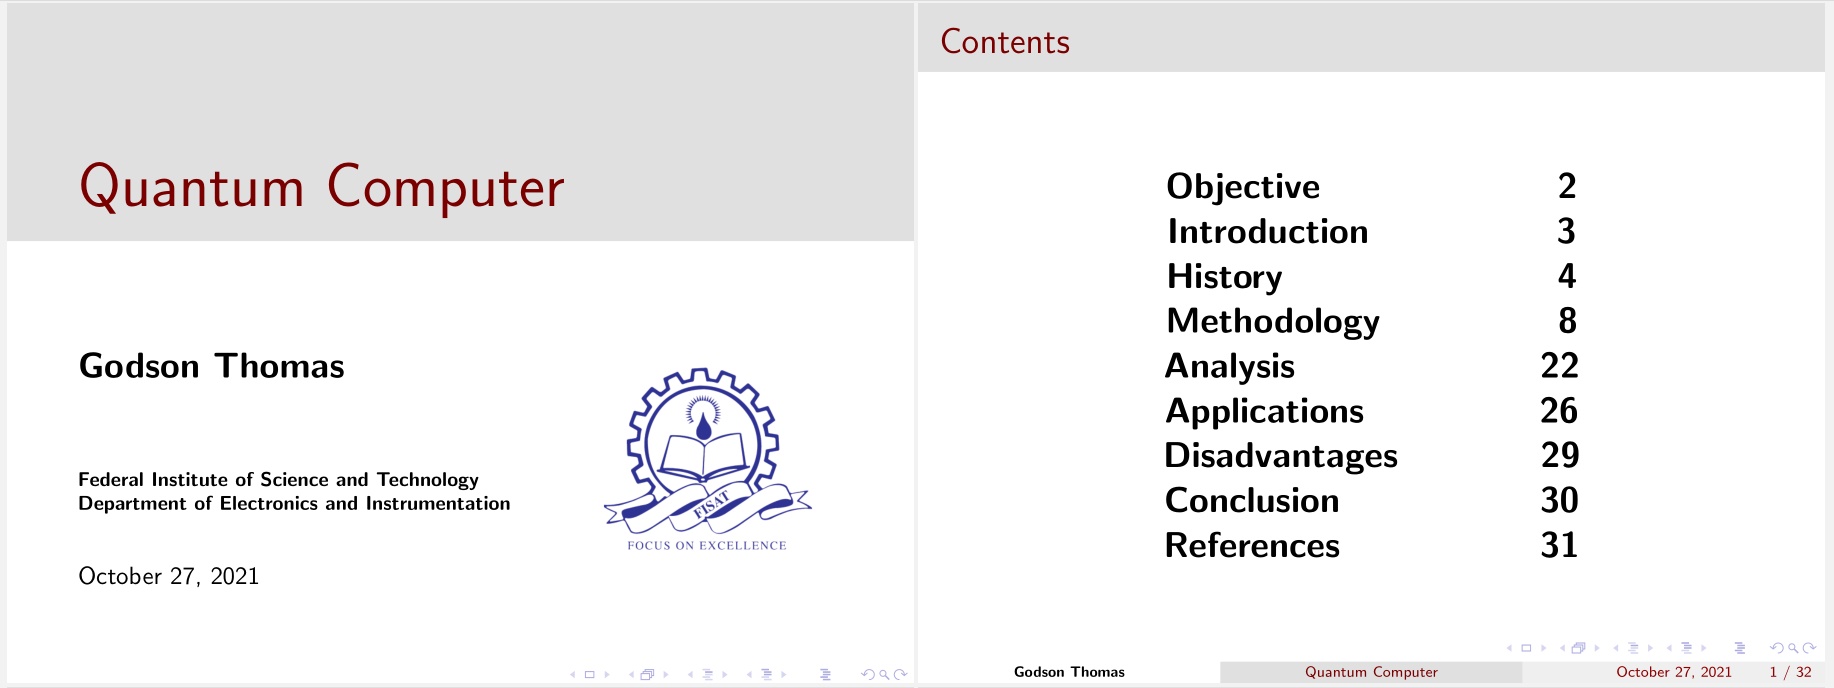 Quantum Computer
Godson Thomas
Federal Institute of Science and Technology
Department of Electronics and Instrumentation
FISAT
FOCUS ON EXCELLENCE
October 27, 2021
Contents
Objective 2
Introduction 3
History 4
Methodology 8
Analysis 22
Applications 26
Disadvantages 29
Conclusion 30
References 31
Godson Thomas Quantum Computer October 27, 2021 1 / 32